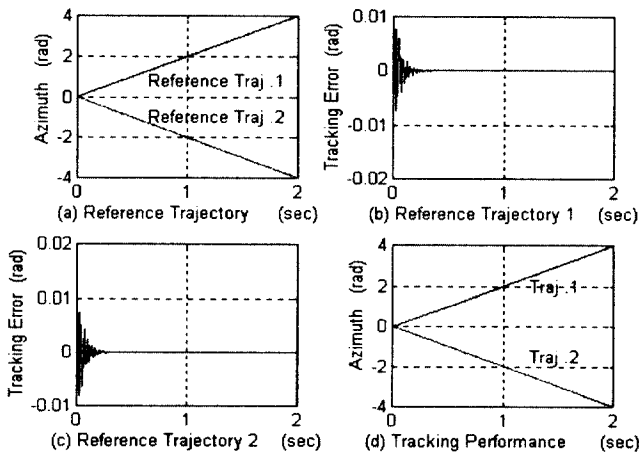 4
2
0
-2
-4
Azimuth (rad)
Reference Traj .1
Reference Traj .2
0
1
2
(a) Reference Trajectory (sec)
0.01
0
-0.01
-0.02
Tracking Error (rad)
0
1
2
(b) Reference Trajectory 1 (sec)
0.02
0.01
0
-0.01
Tracking Error (rad)
0
1
2
(c) Reference Trajectory 2 (sec)
4
2
0
-2
-4
Azimuth (rad)
Traj .1
Traj .2
0
1
2
(d) Tracking Performance (sec)